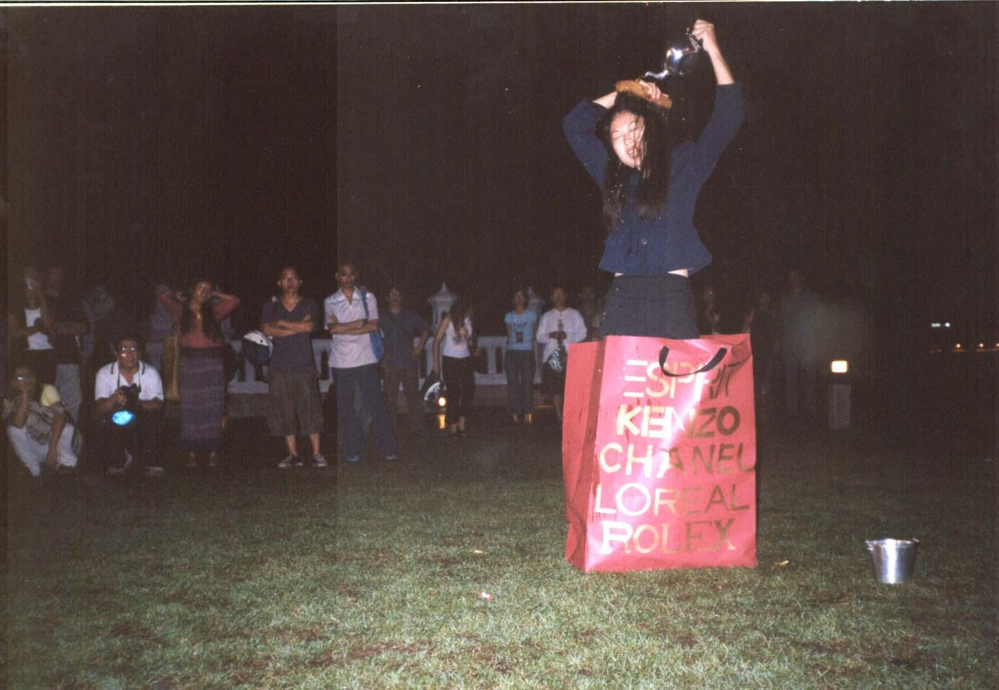 ESPRIT
KENZO
CHANEL
LOREAL
ROLEX